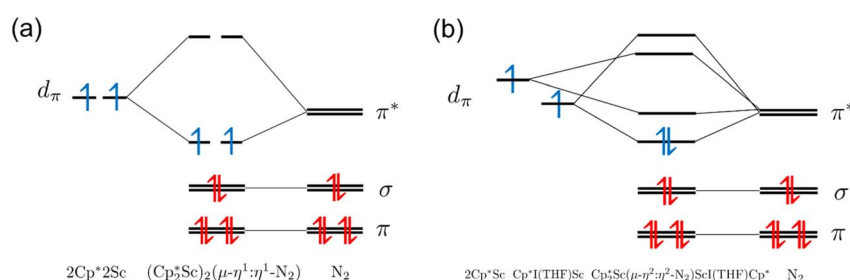 (a)
(b)
dπ
π*
σ
π
2Cp*2Sc (Cp*2Sc)2(μ-η1:η1-N2) N2
dπ
π*
σ
π
2Cp*Sc Cp*I(THF)Sc Cp*2Sc(μ-η2:η2-N2)ScI(THF)Cp* N2